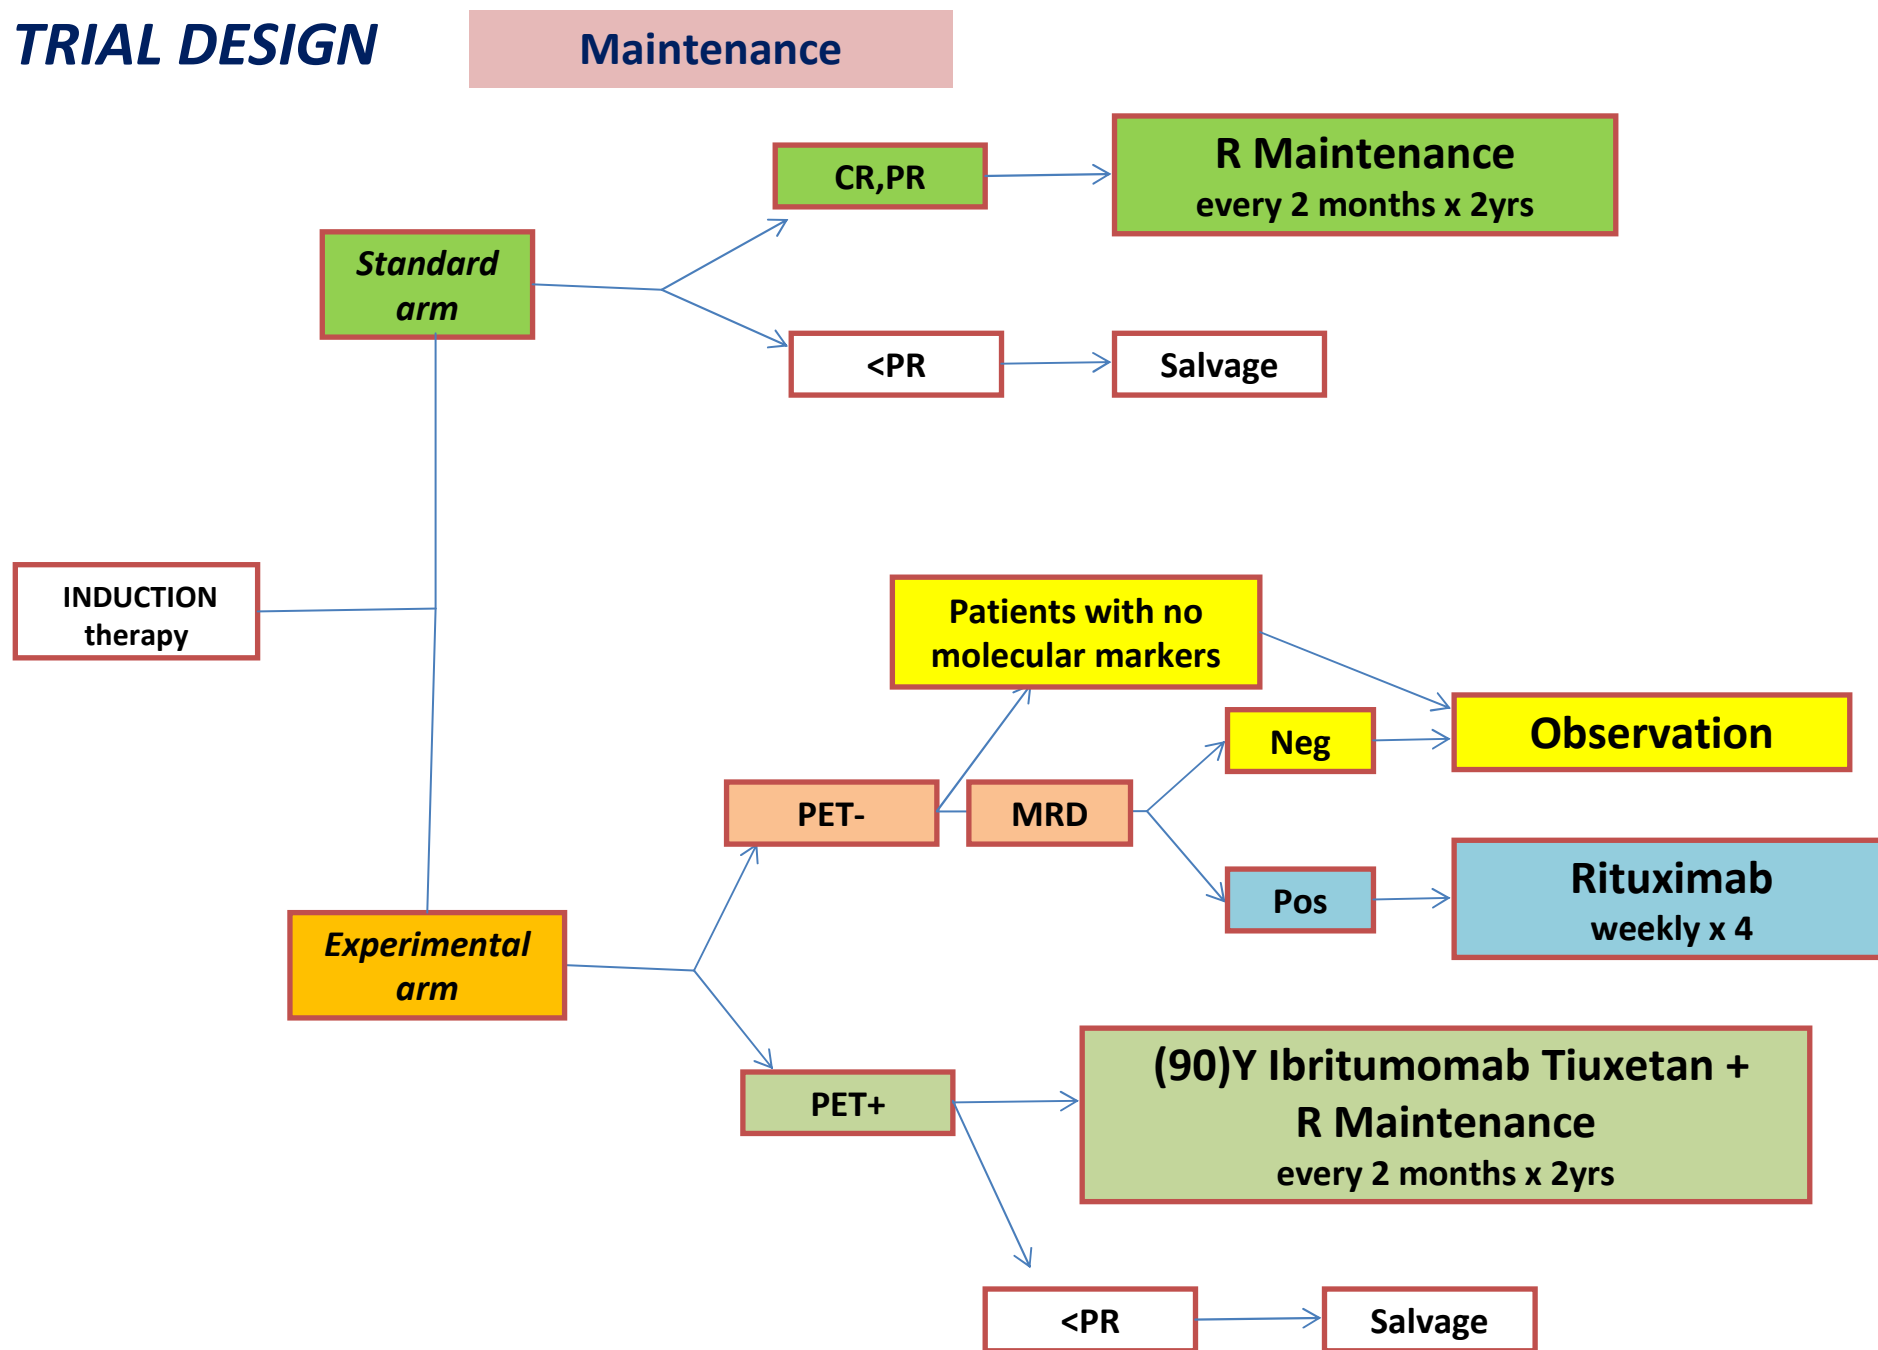 TRIAL DESIGN
Maintenance
CR,PR
R Maintenance
every 2 months x 2yrs
Standard
arm
<PR
Salvage
INDUCTION
therapy
Patients with no
molecular markers
Neg
Observation
PET-
MRD
Pos
Rituximab
weekly x 4
Experimental
arm
PET+
(90)Y Ibritumomab Tiuxetan +
R Maintenance
every 2 months x 2yrs
<PR
Salvage